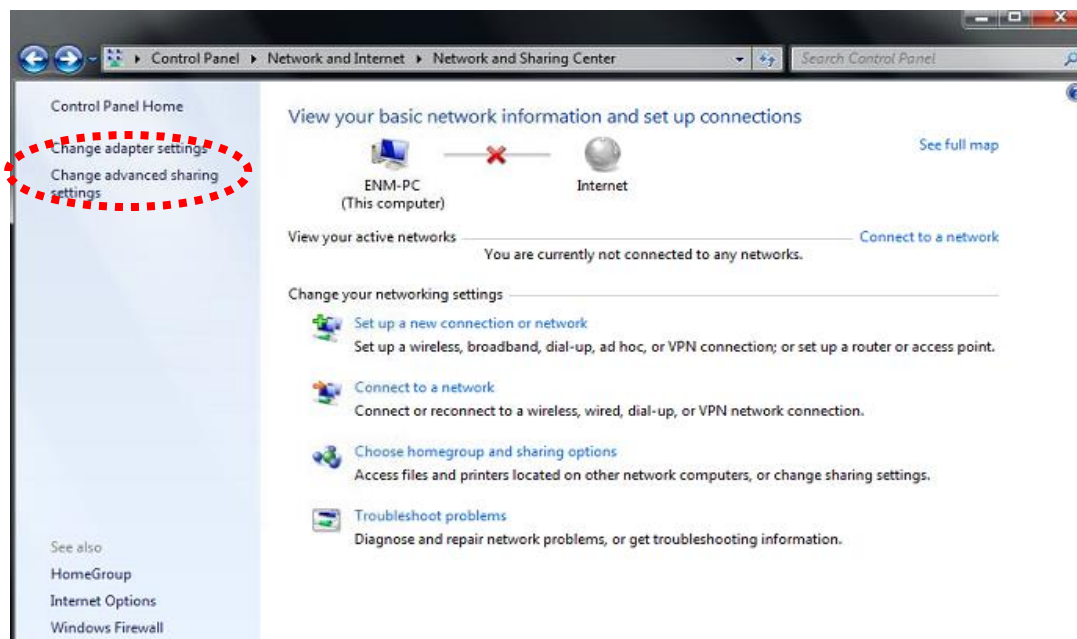 Control Panel Network and Internet Network and Sharing Center
Search Control Panel
Control Panel Home
Change adapter settings
Change advanced sharing
settings
View your basic network information and set up connections
See full map
ENM-PC
(This computer)
Internet
View your active networks
Connect to a network
You are currently not connected to any networks.
Change your networking settings
Set up a new connection or network
Set up a wireless, broadband, dial-up, ad hoc, or VPN connection; or set up a router or access point.
Connect to a network
Connect or reconnect to a wireless, wired, dial-up, or VPN network connection.
Choose homegroup and sharing options
Access files and printers located on other network computers, or change sharing settings.
Troubleshoot problems
Diagnose and repair network problems, or get troubleshooting information.
See also
HomeGroup
Internet Options
Windows Firewall